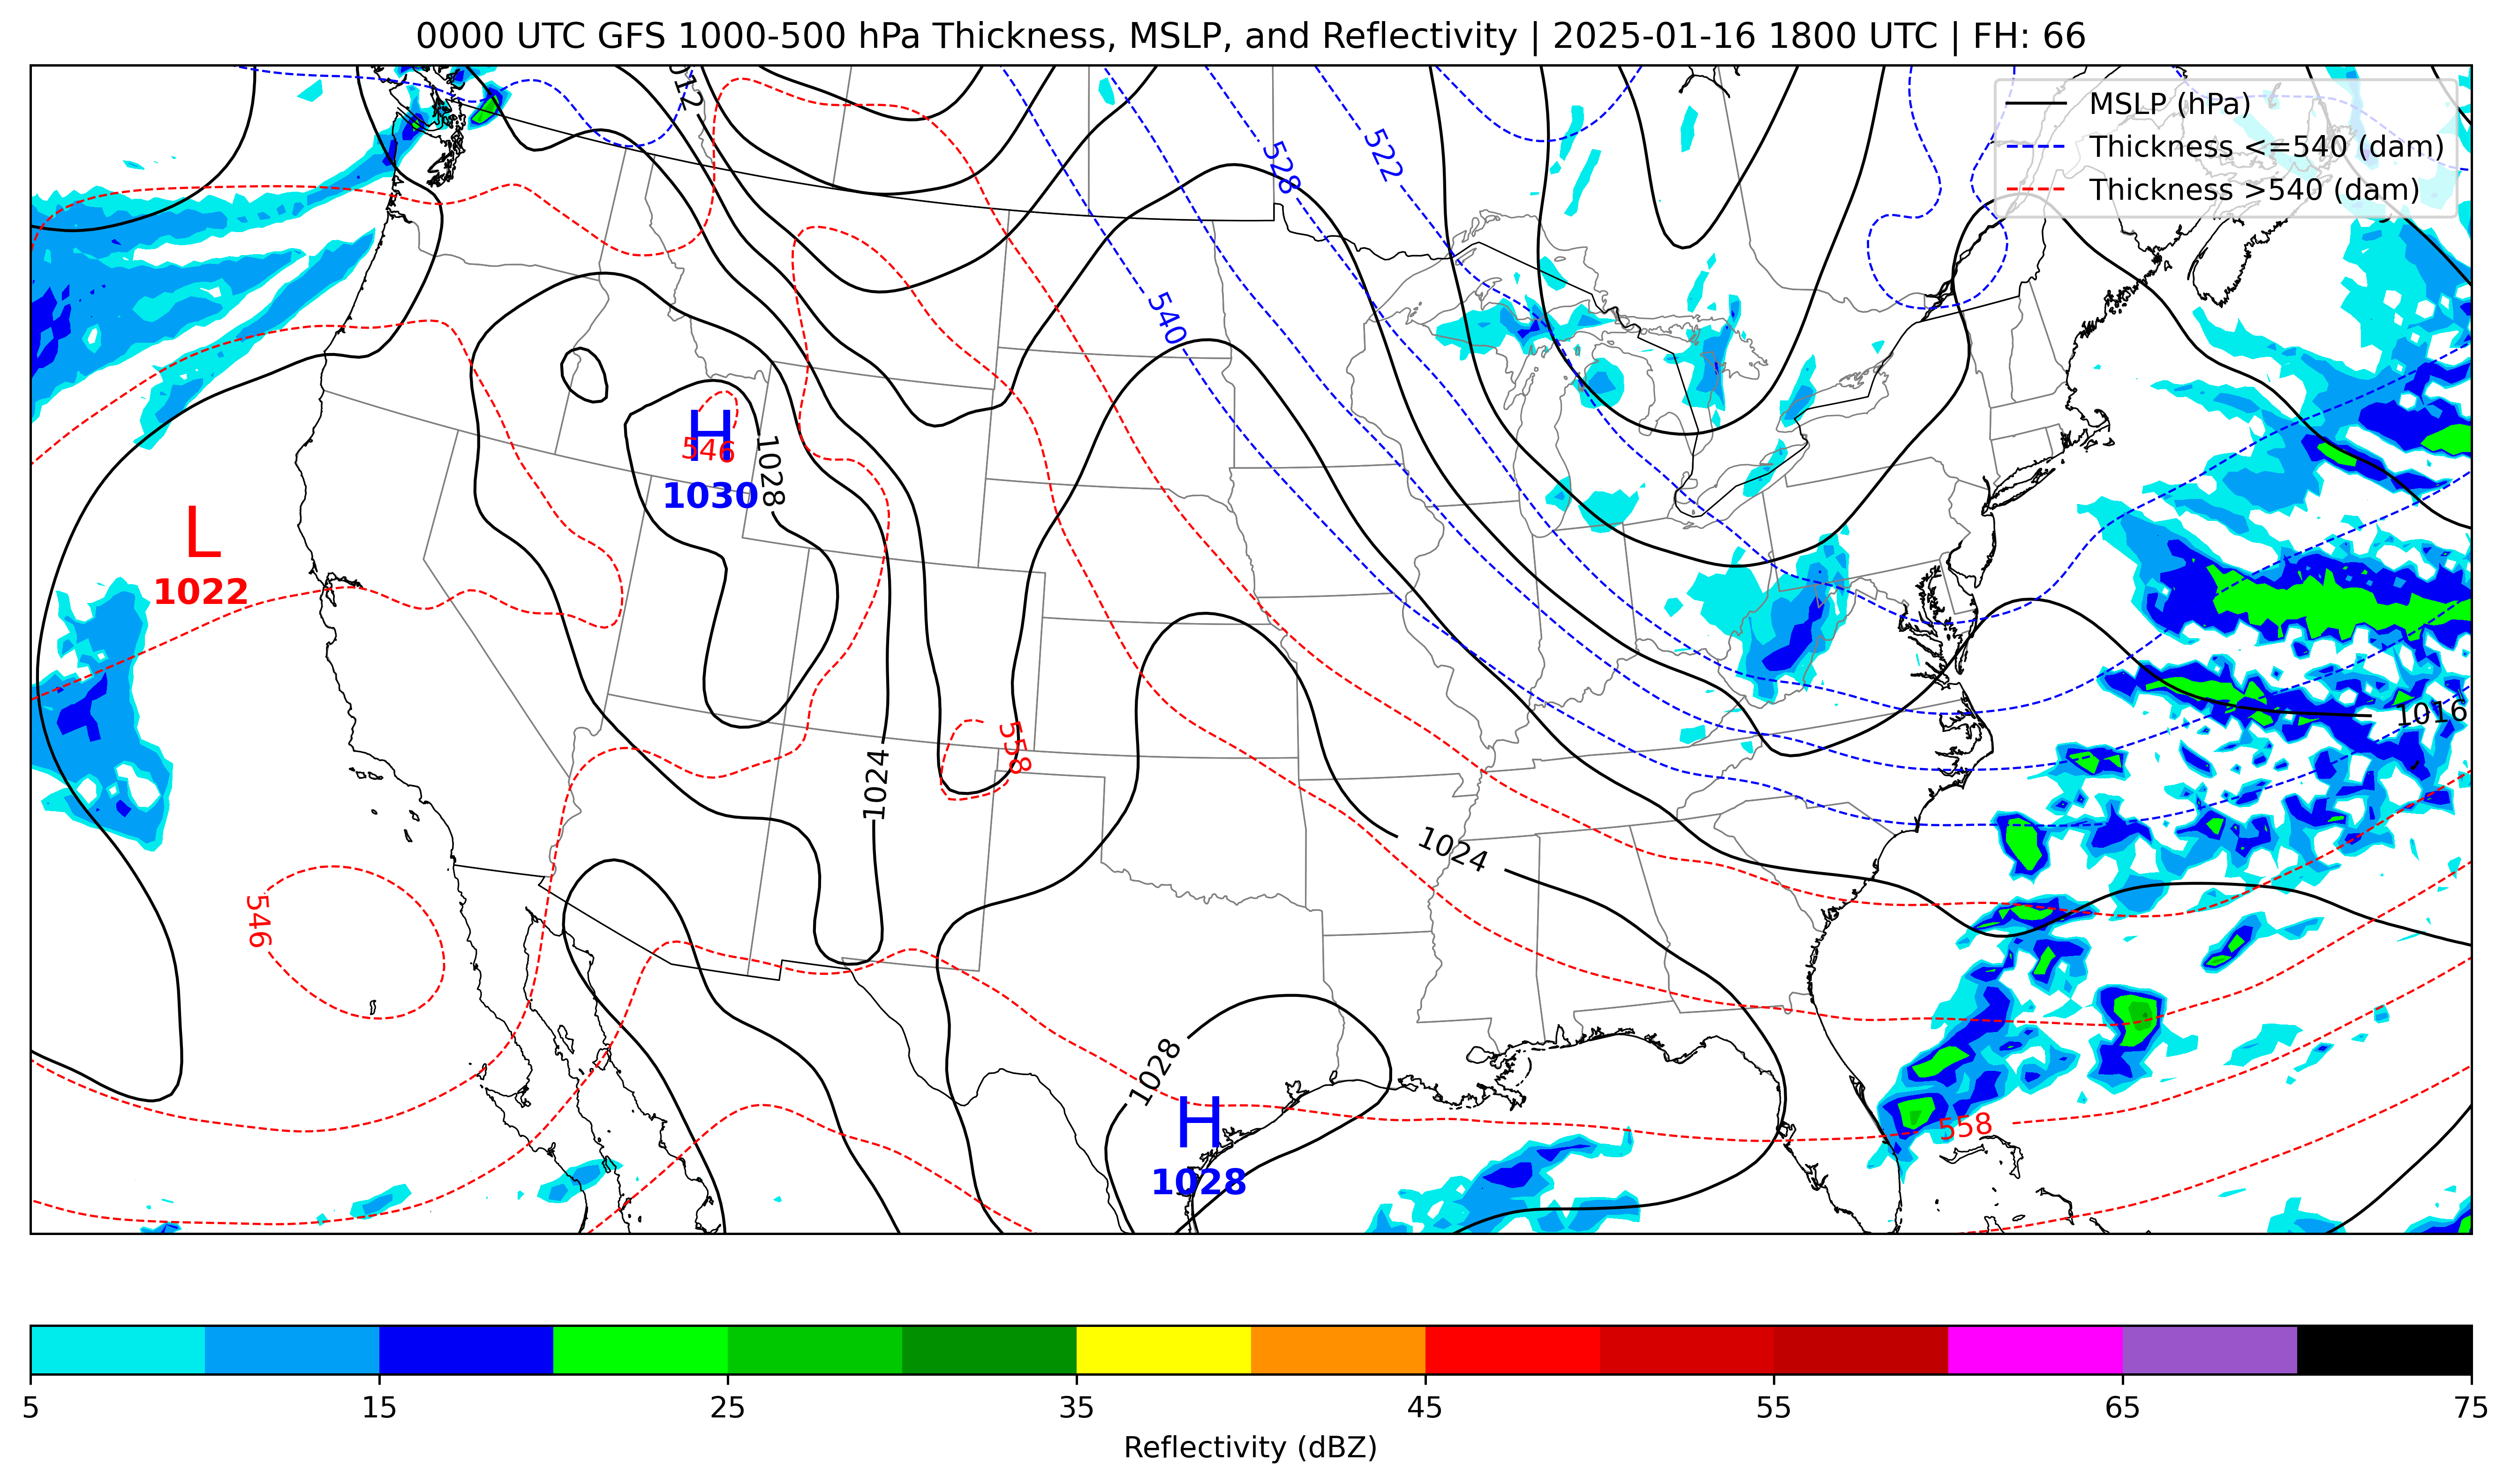 0000 UTC GFS 1000-500 hPa Thickness, MSLP, and Reflectivity | 2025-01-16 1800 UTC | FH: 66
MSLP (hPa)
Thickness <=540 (dam)
Thickness >540 (dam)
1012
528
522
540
H
546
1030
1028
L
1022
1016
558
1024
1024
546
1028
H
1028
558
5 15 25 35 45 55 65 75
Reflectivity (dBZ)